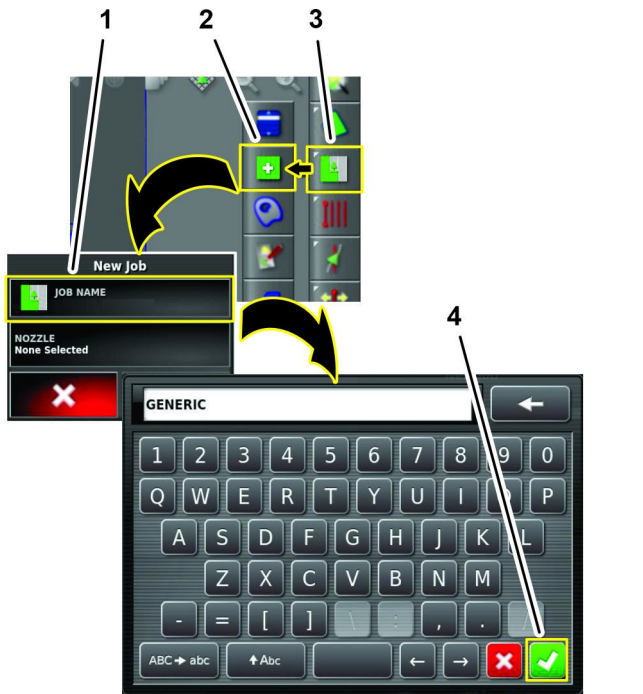 1
2
3
New Job
JOB NAME
NOZZLE
None Selected
4
GENERIC
1 2 3 4 5 6 7 8 9 0
Q W E R T Y U I P
A S D F G H J K L
Z X C V B N M
- = [ ] \ : , . /
ABC → abc
⬆ Abc
← →